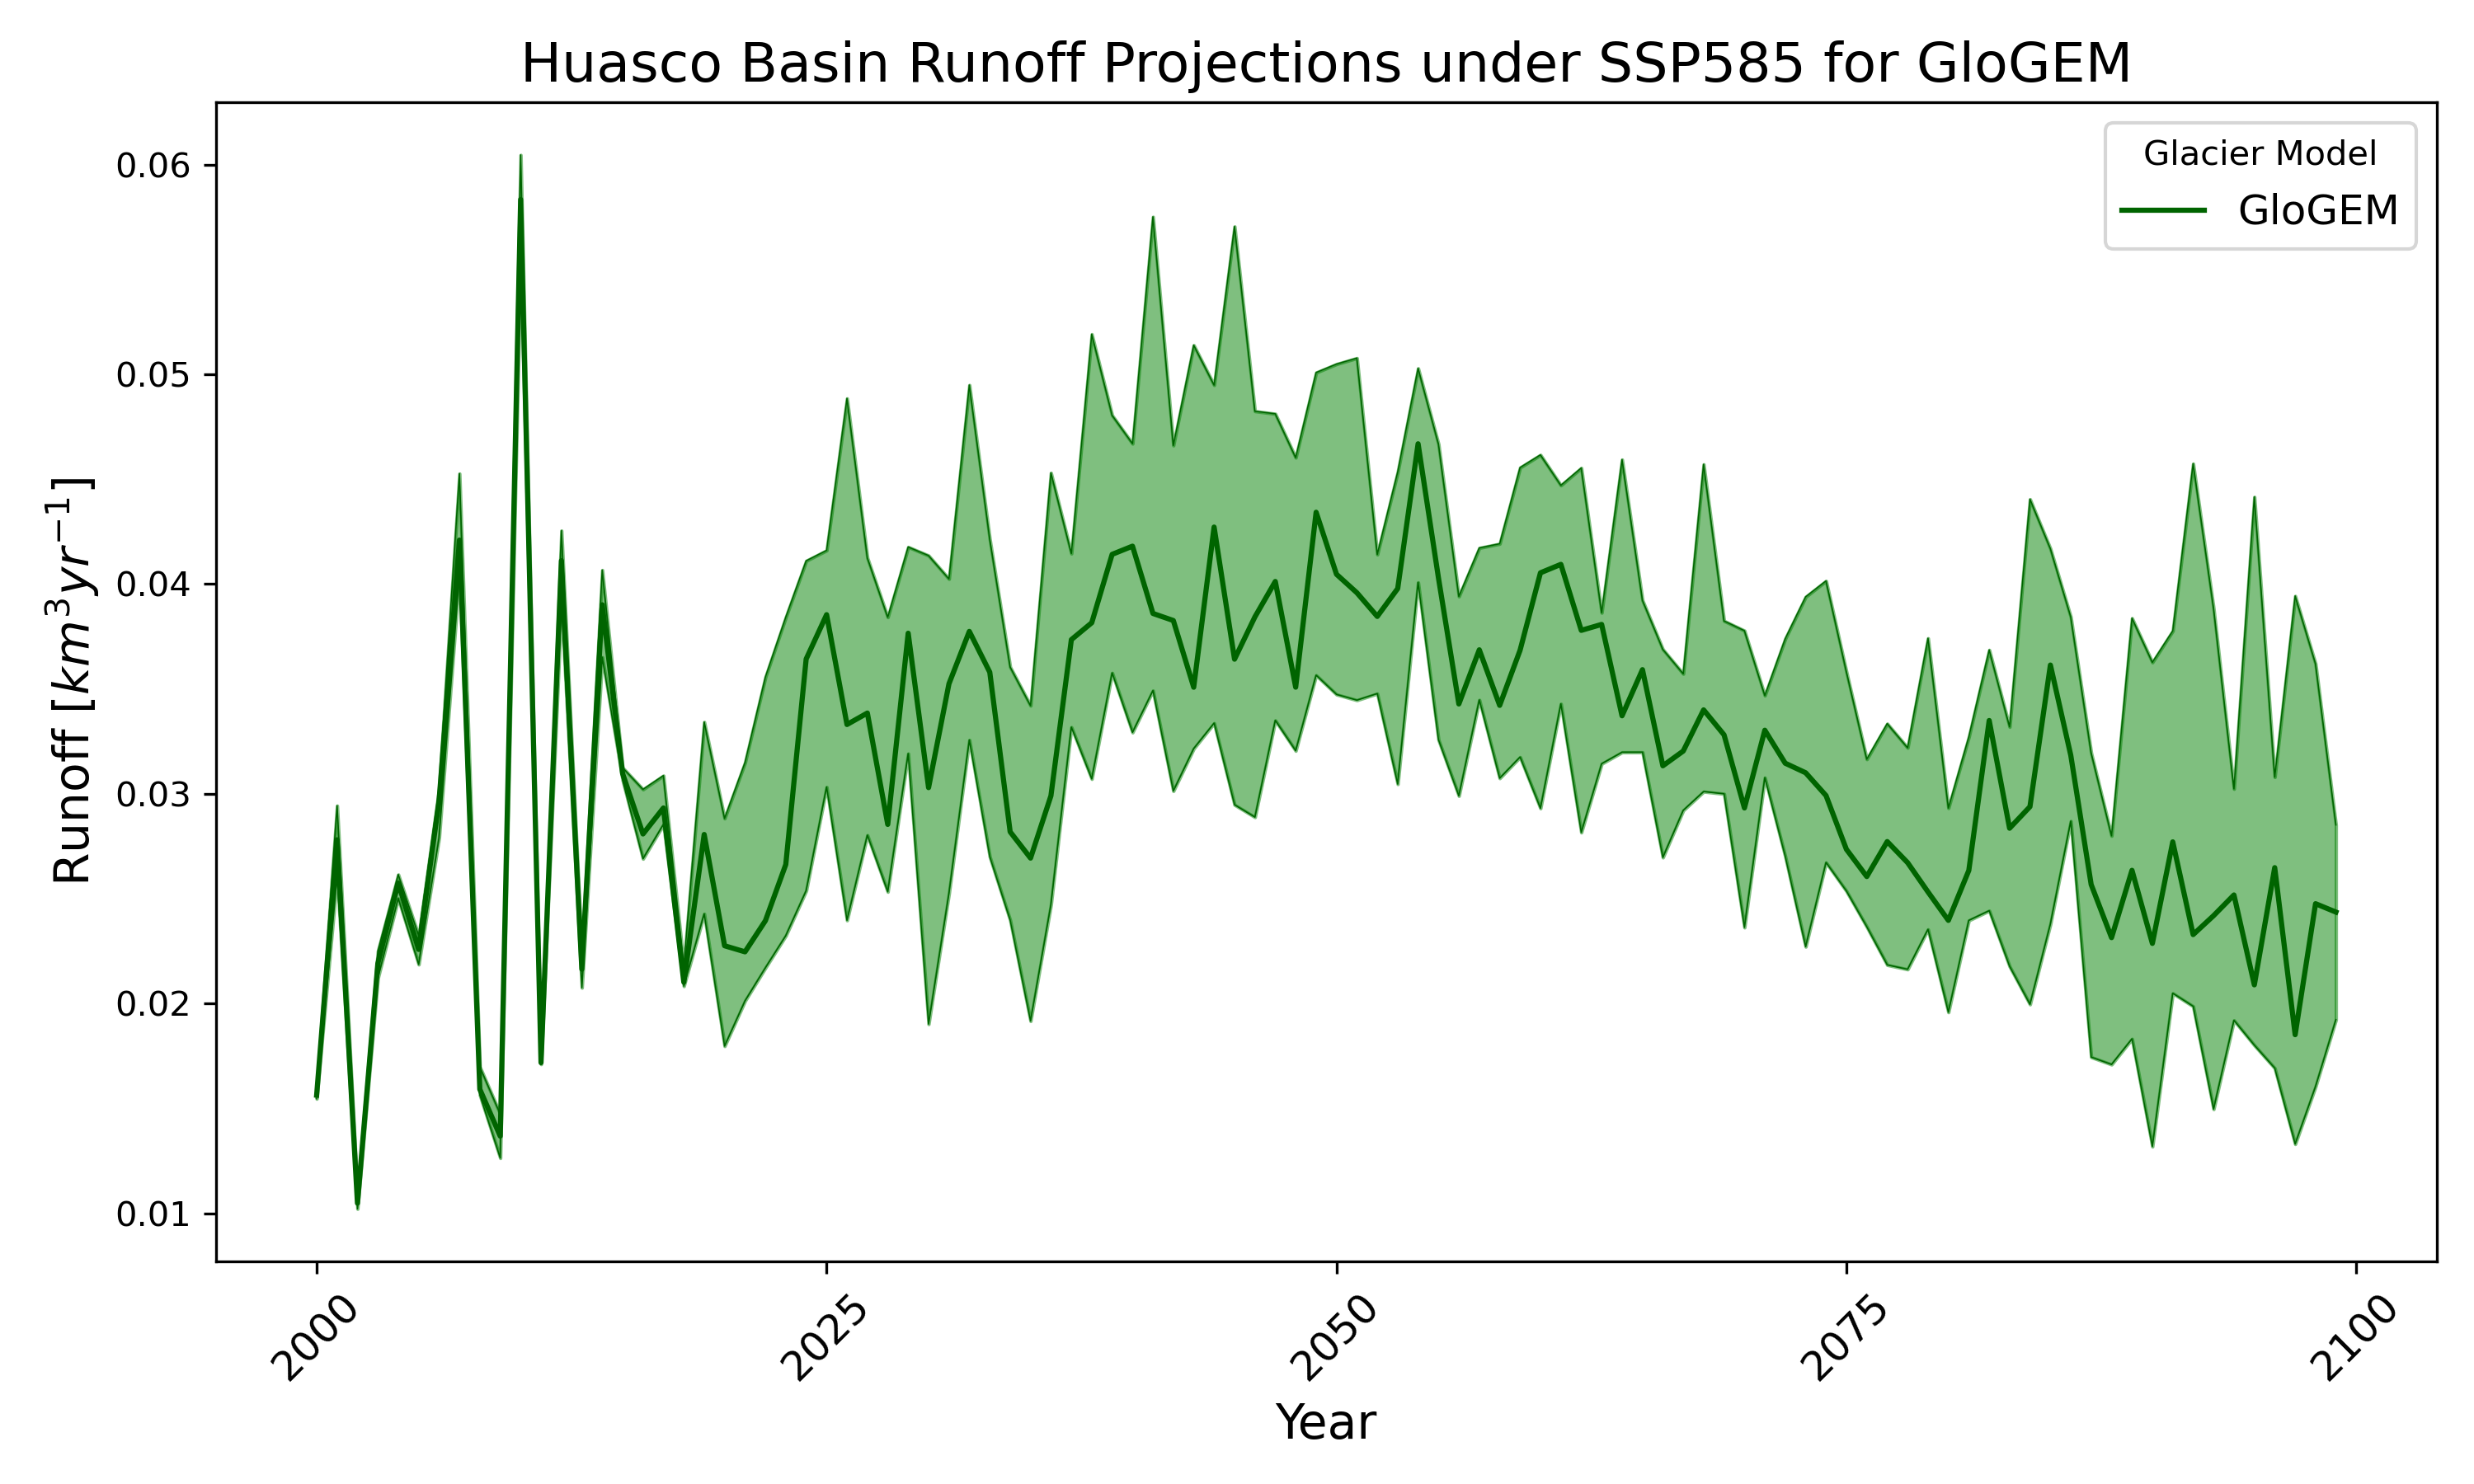 Huasco Basin Runoff Projections under SSP585 for GloGEM
Glacier Model
GloGEM
Runoff [km³yr⁻¹]
0.06
0.05
0.04
0.03
0.02
0.01
2000
2025
2050
2075
2100
Year